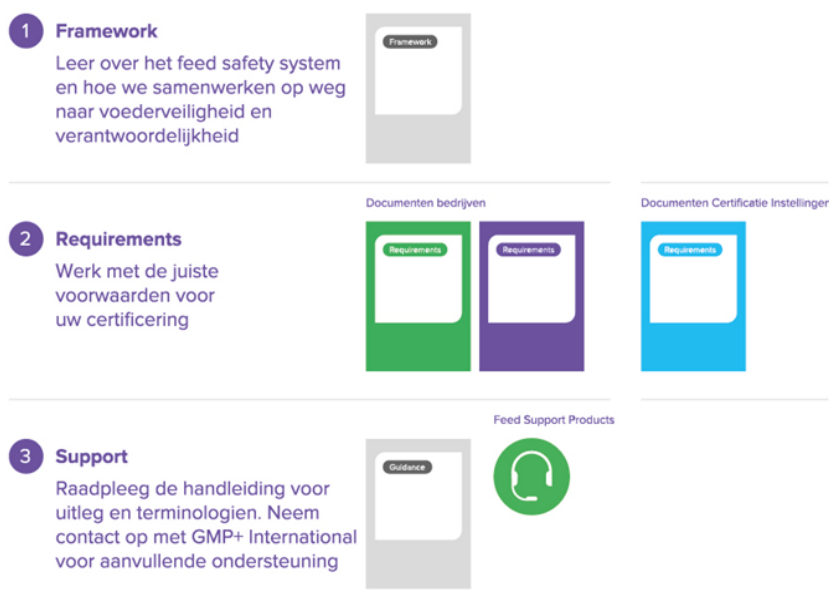 1 Framework
Leer over het feed safety system
en hoe we samenwerken op weg
naar voederveiligheid en
verantwoordelijkheid
Framework
Documenten bedrijven
Documenten Certificatie Instellingen
2 Requirements
Werk met de juiste
voorwaarden voor
uw certificering
Requirements
Requirements
Requirements
Feed Support Products
3 Support
Raadpleeg de handleiding voor
uitleg en terminologien. Neem
contact op met GMP+ International
voor aanvullende ondersteuning
Guidance